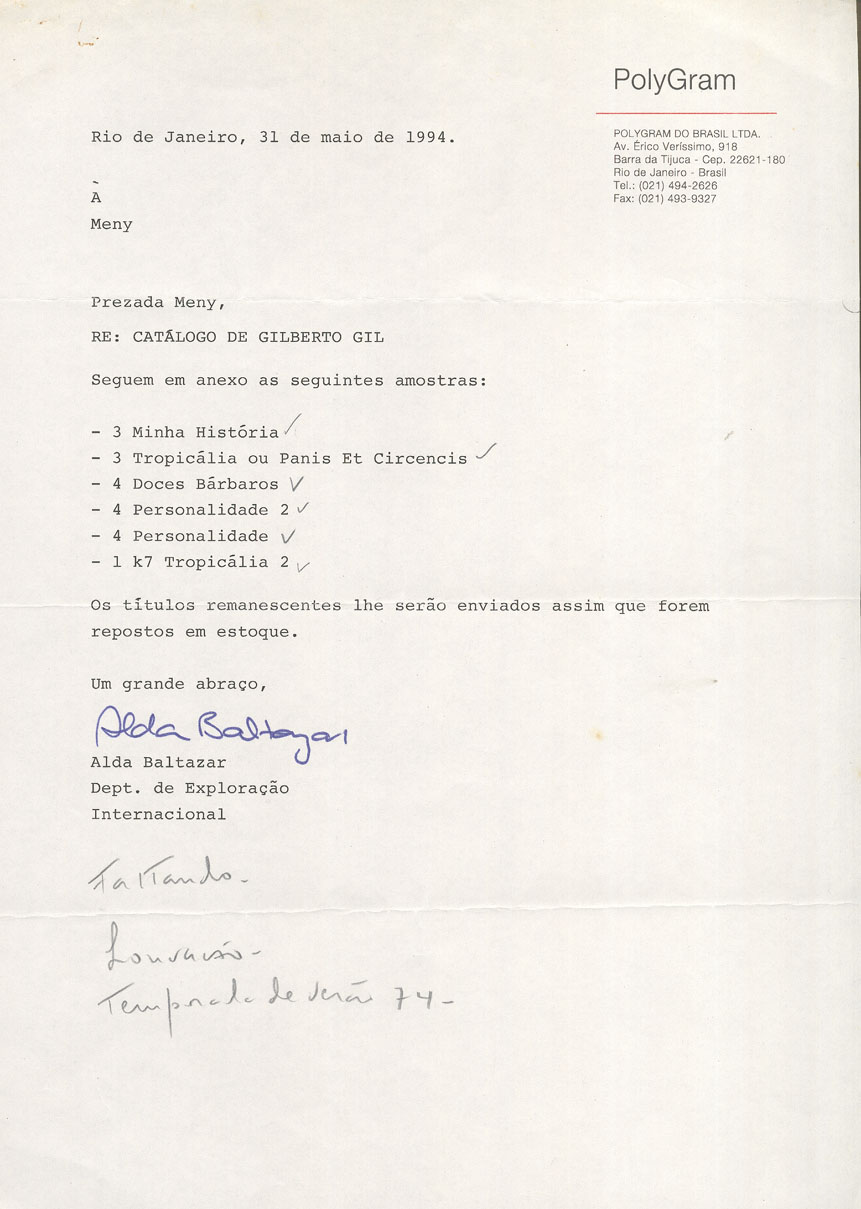 PolyGram
POLYGRAM DO BRASIL LTDA.
Av. Érico Veríssimo, 918
Barra da Tijuca - Cep. 22621-180
Rio de Janeiro - Brasil
Tel.: (021) 494-2626
Fax: (021) 493-9327
Rio de Janeiro, 31 de maio de 1994.
À
Meny
Prezada Meny,
RE: CATÁLOGO DE GILBERTO GIL
Seguem em anexo as seguintes amostras:
- 3 Minha História
- 3 Tropicália ou Panis Et Circencis
- 4 Doces Bárbaros
- 4 Personalidade 2
- 4 Personalidade
- 1 k7 Tropicália 2
Os títulos remanescentes lhe serão enviados assim que forem
repostos em estoque.
Um grande abraço,
Alda Baltazar
Alda Baltazar
Dept. de Exploração
Internacional
Faltando -
Louvação -
Temporada de verão 74 -